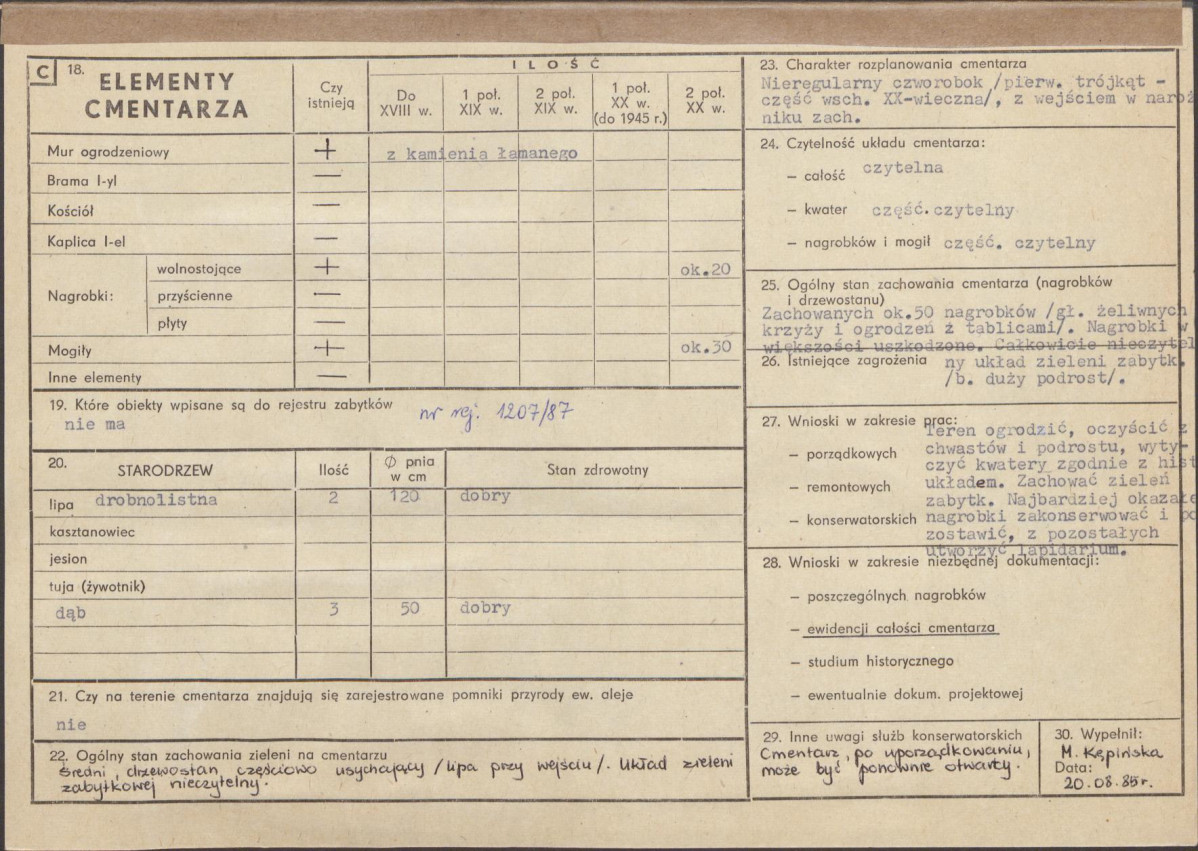 C
18.
ELEMENTY
CMENTARZA
Czy
istnieją
I L O Ś Ć
Do
XVIII w.
1 poł.
XIX w.
2 poł.
XIX w.
1 poł.
XX w.
(do 1945 r.)
2 poł.
XX w.
Mur ogrodzeniowy + z kamienia łamanego
Brama I-yl —
Kościół —
Kaplica I-el —
Nagrobki:
wolnostojące + ok.20
przyścienne —
płyty —
Mogiły + ok.30
Inne elementy —
19. Które obiekty wpisane są do rejestru zabytków nr rej. 1207/87
nie ma
20. STARODRZEW Ilość Ø pnia
w cm Stan zdrowotny
lipa drobnolistna 2 120 dobry
kasztanowiec
jesion
tuja (żywotnik)
dąb 3 50 dobry
21. Czy na terenie cmentarza znajdują się zarejestrowane pomniki przyrody ew. aleje
nie
22. Ogólny stan zachowania zieleni na cmentarzu
średni, drzewostan częściowo usychający /lipa przy wejściu/. Układ zieleni
zabytkowej nieczytelny.
23. Charakter rozplanowania cmentarza
Nieregularny czworobok /pierw. trójkąt -
część wsch. XX-wieczna/, z wejściem w naroż
niku zach.
24. Czytelność układu cmentarza:
— całość czytelna
— kwater część.czytelny
— nagrobków i mogił część. czytelny
25. Ogólny stan zachowania cmentarza (nagrobków
i drzewostanu)
Zachowanych ok.50 nagrobków /gł. żeliwnych
krzyży i ogrodzeń z tablicami/. Nagrobki w
większości uszkodzone. Całkowicie nieczytel
26. Istniejące zagrożenia ny układ zieleni zabytk.
/b. duży podrost/.
27. Wnioski w zakresie prac:
Teren ogrodzić, oczyścić z
— porządkowych chwastów i podrostu, wyty-
czyć kwatery zgodnie z hist
— remontowych układem. Zachować zieleń
zabytk. Najbardziej okazałe
— konserwatorskich nagrobki zakonserwować i po
zostawić, z pozostałych
utworzyć lapidarium.
28. Wnioski w zakresie niezbędnej dokumentacji:
— poszczególnych nagrobków
— ewidencji całości cmentarza
— studium historycznego
— ewentualnie dokum. projektowej
29. Inne uwagi służb konserwatorskich
Cmentarz, po uporządkowaniu,
może być ponownie otwarty.
30. Wypełnił:
M. Kępińska
Data:
20.08.85r.